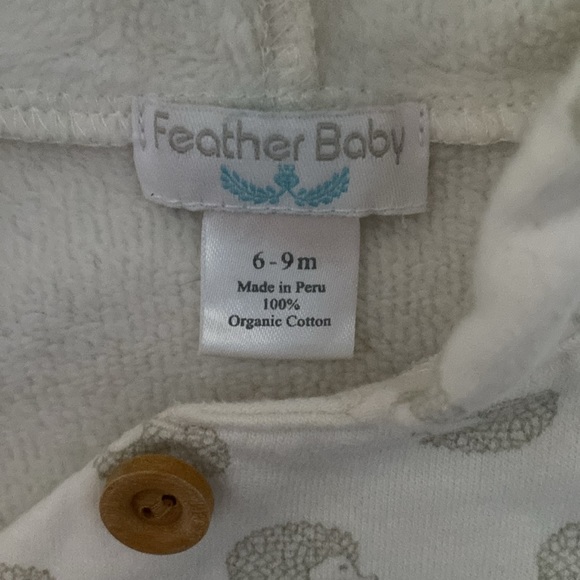 Feather Baby
6-9m
Made in Peru
100%
Organic Cotton